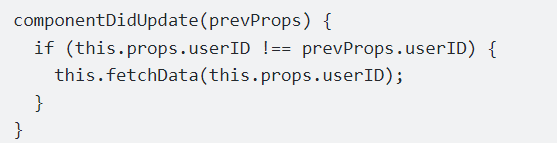 componentDidUpdate(prevProps) {
  if (this.props.userID !== prevProps.userID) {
    this.fetchData(this.props.userID);
  }
}